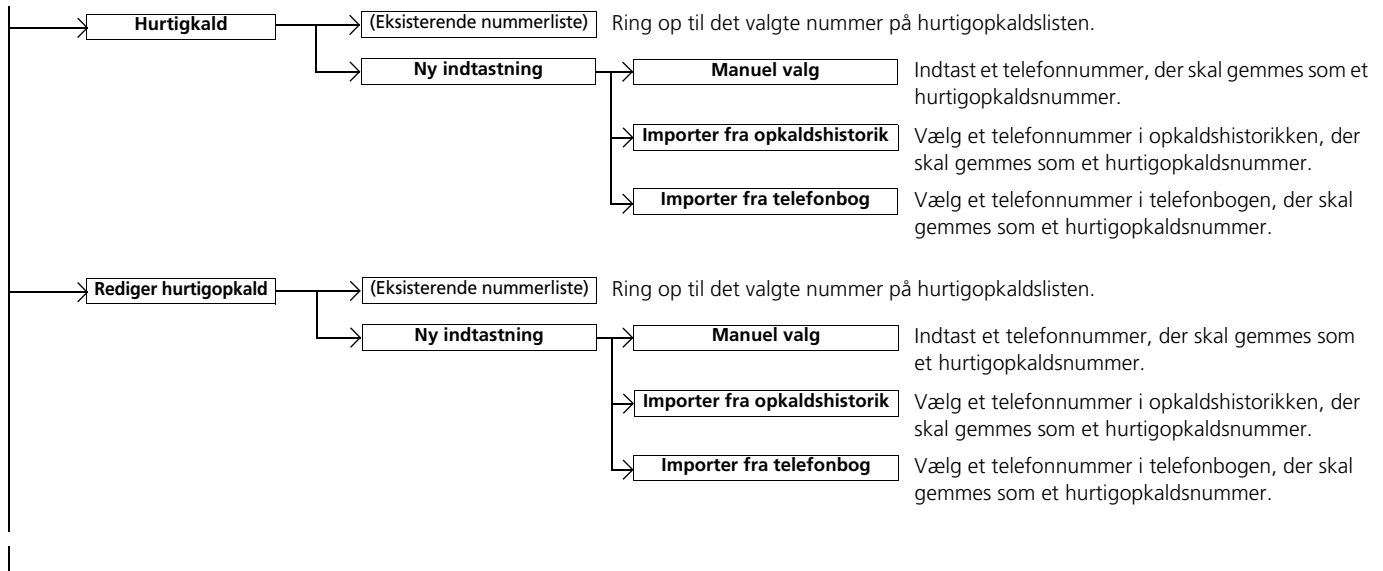 Hurtigkald
(Eksisterende nummerliste)
Ring op til det valgte nummer på hurtigopkaldslisten.
Ny indtastning
Manuel valg
Indtast et telefonnummer, der skal gemmes som et
hurtigopkaldsnummer.
Importer fra opkaldshistorik
Vælg et telefonnummer i opkaldshistorikken, der
skal gemmes som et hurtigopkaldsnummer.
Importer fra telefonbog
Vælg et telefonnummer i telefonbogen, der skal
gemmes som et hurtigopkaldsnummer.
Rediger hurtigopkald
(Eksisterende nummerliste)
Ring op til det valgte nummer på hurtigopkaldslisten.
Ny indtastning
Manuel valg
Indtast et telefonnummer, der skal gemmes som
et hurtigopkaldsnummer.
Importer fra opkaldshistorik
Vælg et telefonnummer i opkaldshistorikken, der
skal gemmes som et hurtigopkaldsnummer.
Importer fra telefonbog
Vælg et telefonnummer i telefonbogen, der skal
gemmes som et hurtigopkaldsnummer.